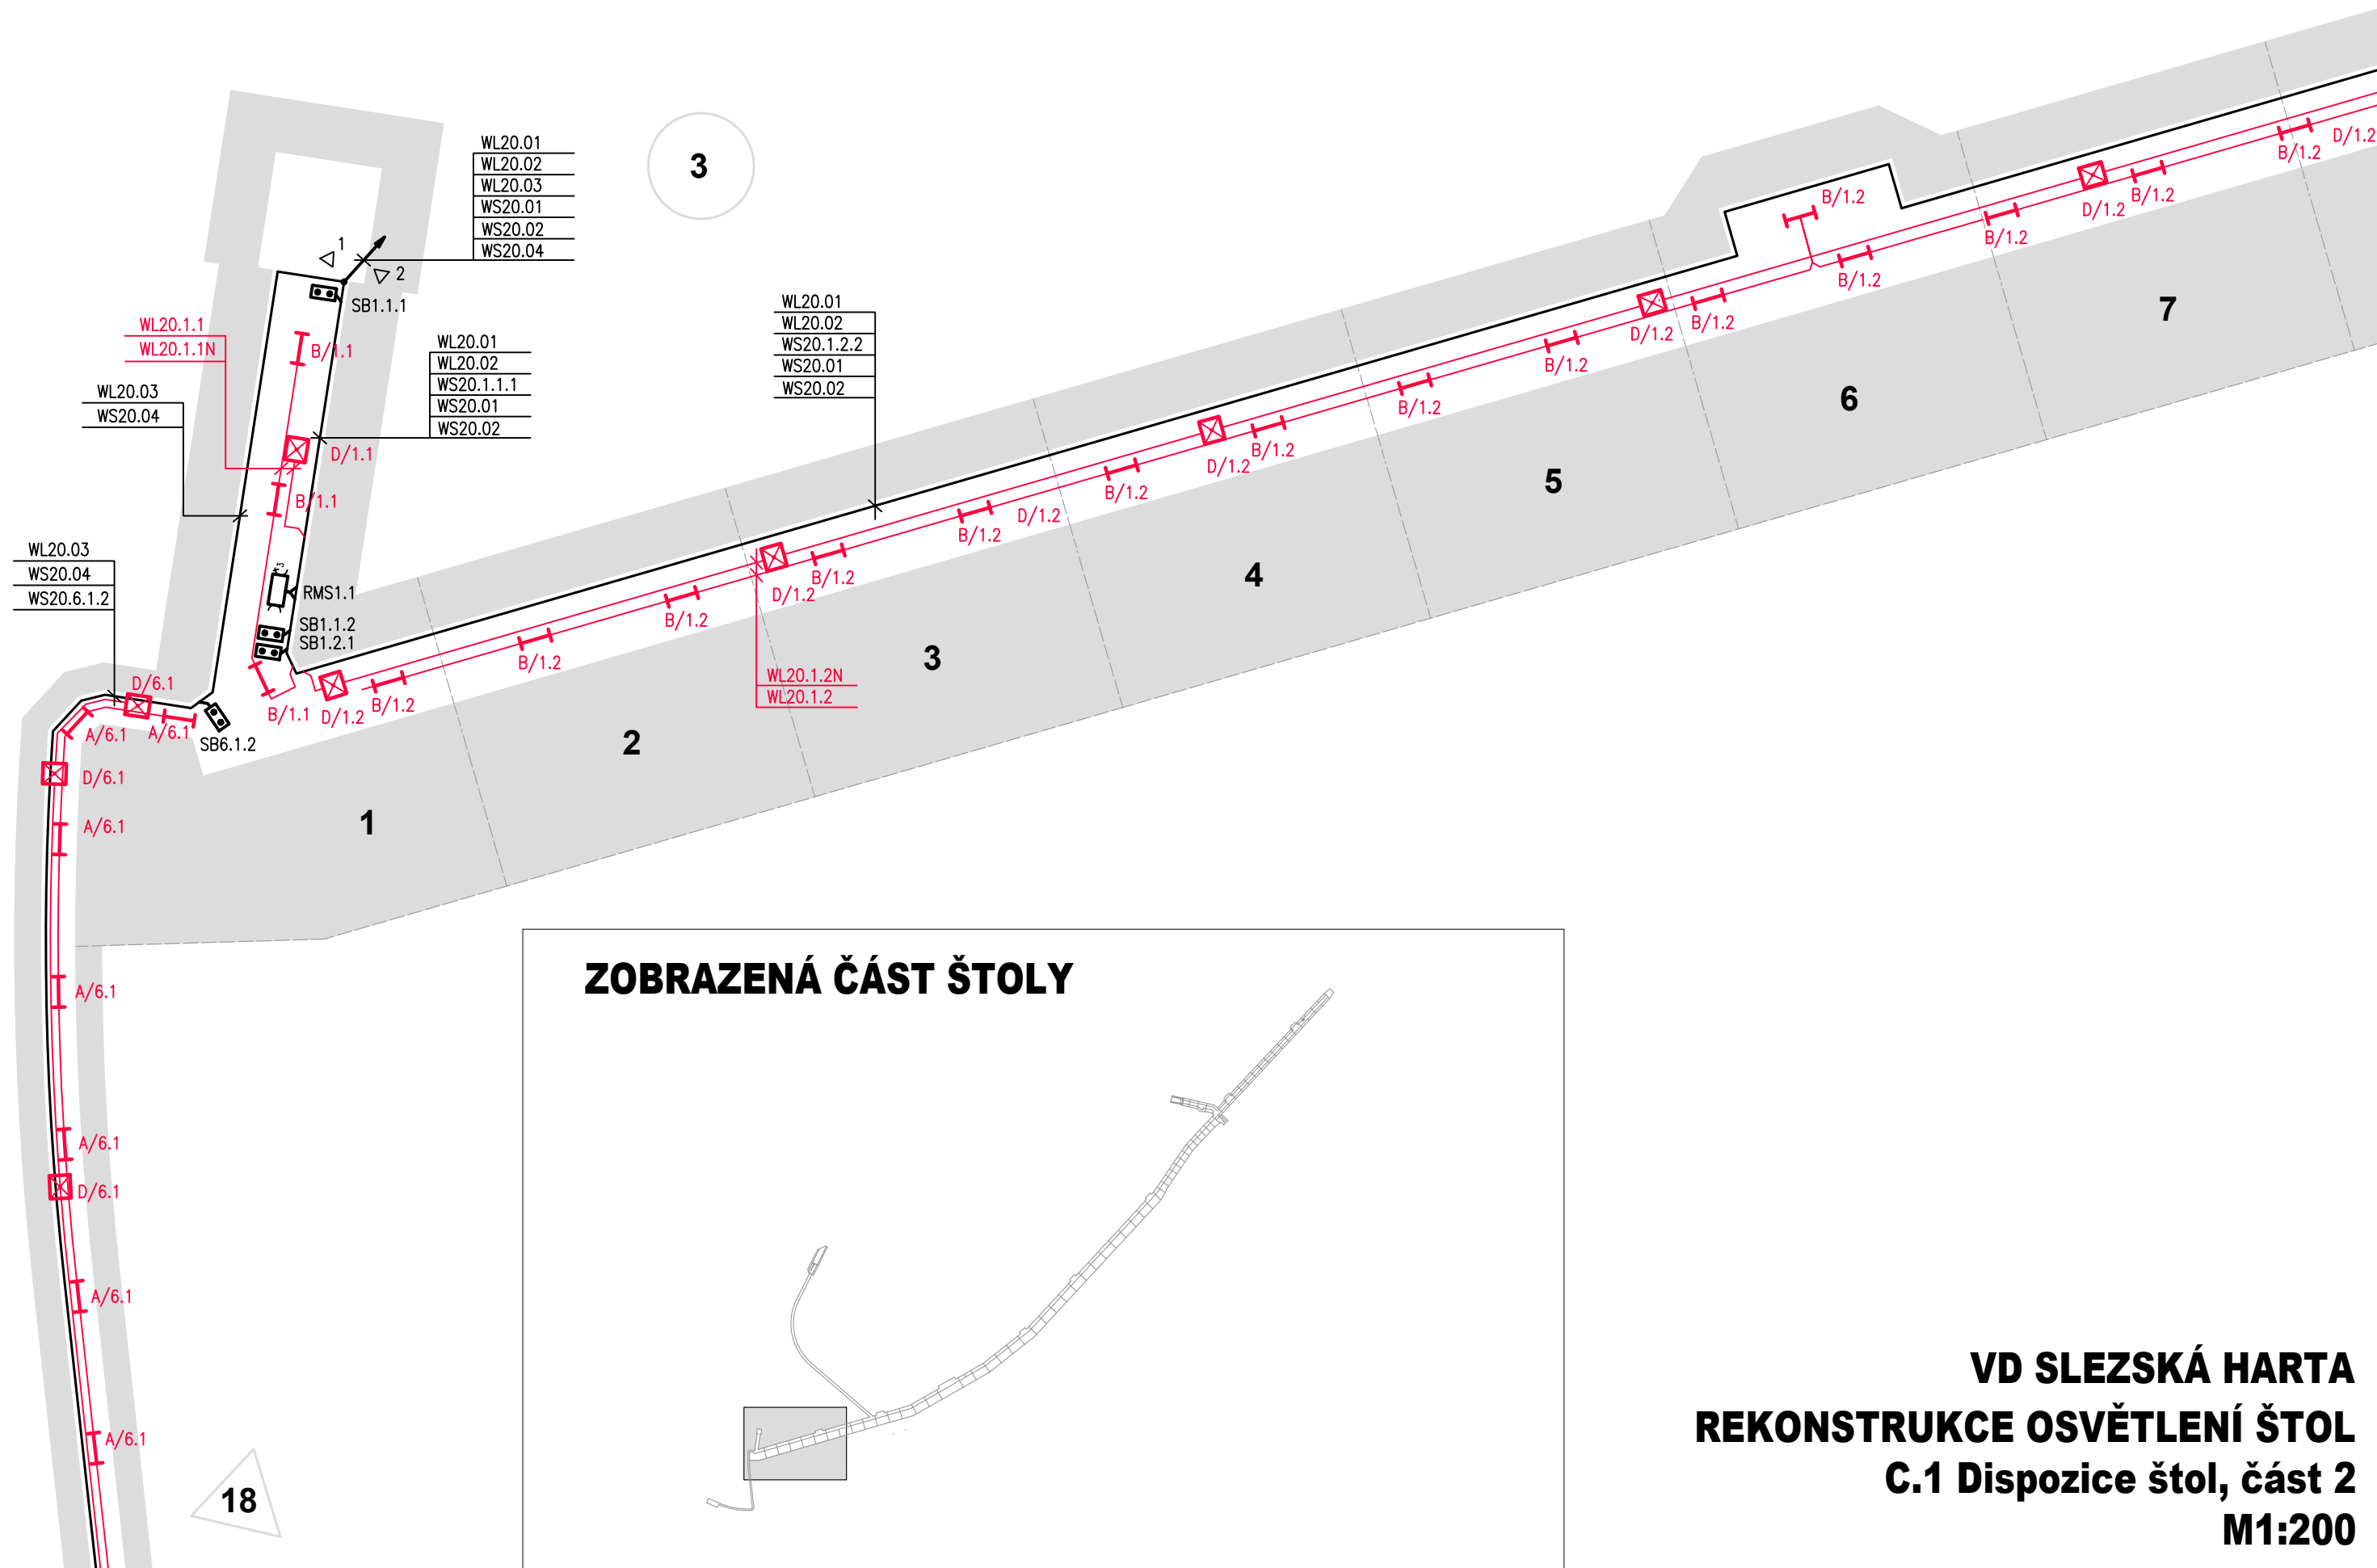 WL20.01
WL20.02
WL20.03
WS20.01
WS20.02
WS20.04
3
1
2
SB1.1.1
WL20.1.1
WL20.1.1N
B/1.1
WL20.01
WL20.02
WS20.1.1.1
WS20.01
WS20.02
WL20.03
WS20.04
D/1.1
B/1.1
WL20.01
WL20.02
WS20.1.2.2
WS20.01
WS20.02
WL20.03
WS20.04
WS20.6.1.2
3
RMS1.1
SB1.1.2
SB1.2.1
B/1.1
D/1.2
B/1.2
B/1.2
B/1.2
D/1.2
B/1.2
B/1.2
D/1.2
B/1.2
D/1.2
B/1.2
B/1.2
B/1.2
D/1.2
B/1.2
B/1.2
B/1.2
B/1.2
D/1.2
B/1.2
B/1.2
D/1.2
WL20.1.2N
WL20.1.2
D/6.1
A/6.1
A/6.1
SB6.1.2
D/6.1
A/6.1
A/6.1
A/6.1
D/6.1
A/6.1
A/6.1
1
2
3
4
5
6
7
18
ZOBRAZENÁ ČÁST ŠTOLY
VD SLEZSKÁ HARTA
REKONSTRUKCE OSVĚTLENÍ ŠTOL
C.1 Dispozice štol, část 2
M1:200